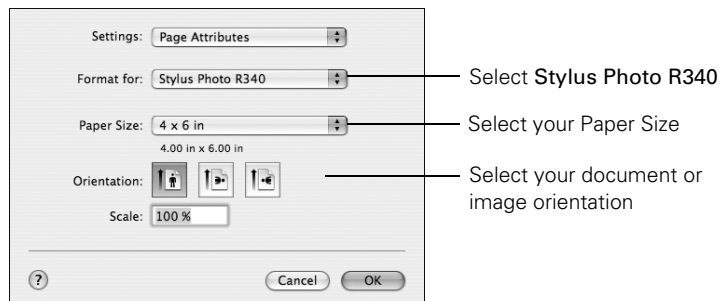 Settings: Page Attributes
Format for: Stylus Photo R340
Select Stylus Photo R340
Paper Size: 4 x 6 in
Select your Paper Size
4.00 in x 6.00 in
Orientation:
Select your document or
image orientation
Scale: 100 %
? Cancel OK